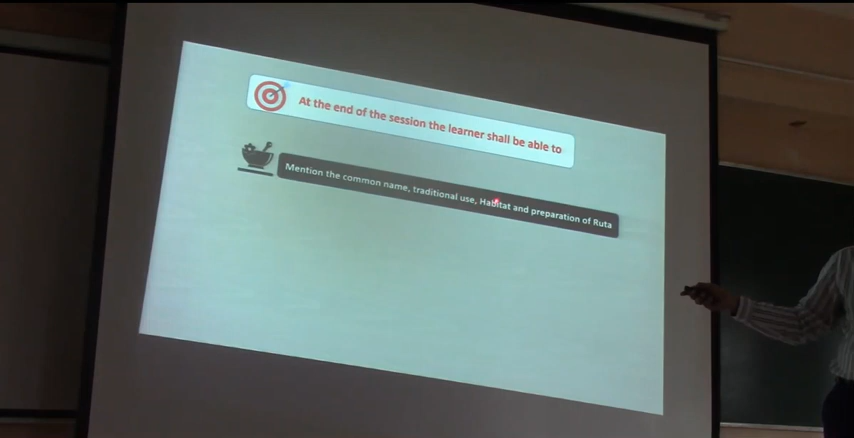 At the end of the session the learner shall be able to
Mention the common name, traditional use, Habitat and preparation of Ruta